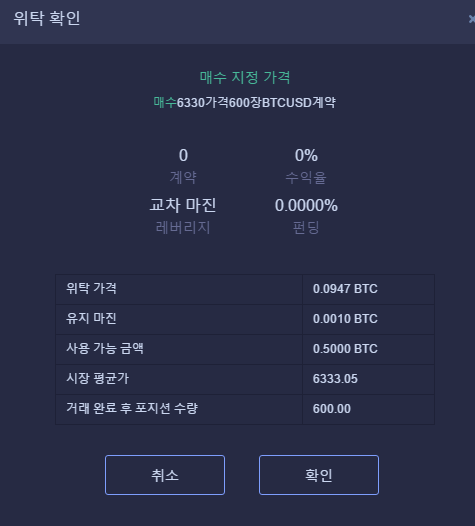 위탁 확인
매수 지정 가격
매수6330가격600장BTCUSD계약
0 0%
계약 수익율
교차 마진 0.0000%
레버리지 펀딩
위탁 가격 0.0947 BTC
유지 마진 0.0010 BTC
사용 가능 금액 0.5000 BTC
시장 평균가 6333.05
거래 완료 후 포지션 수량 600.00
취소 확인